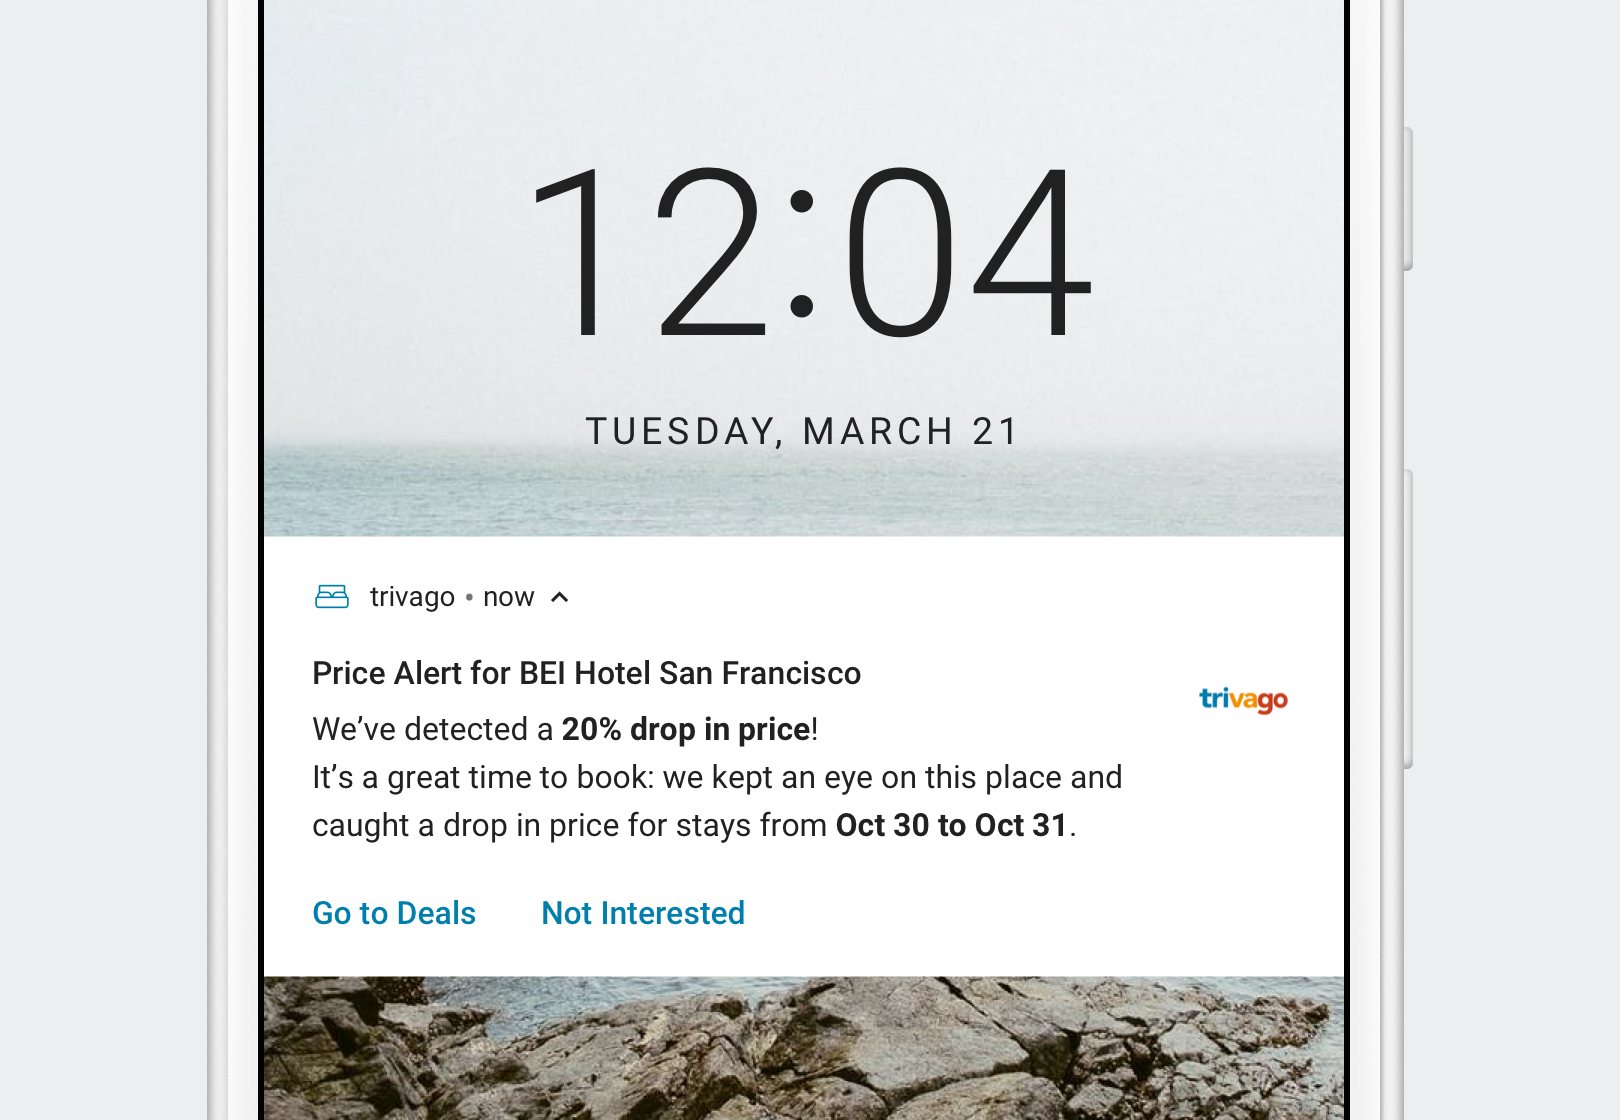 12:04
TUESDAY, MARCH 21
trivago • now
Price Alert for BEI Hotel San Francisco
trivago
We’ve detected a 20% drop in price!
It’s a great time to book: we kept an eye on this place and
caught a drop in price for stays from Oct 30 to Oct 31.
Go to Deals
Not Interested